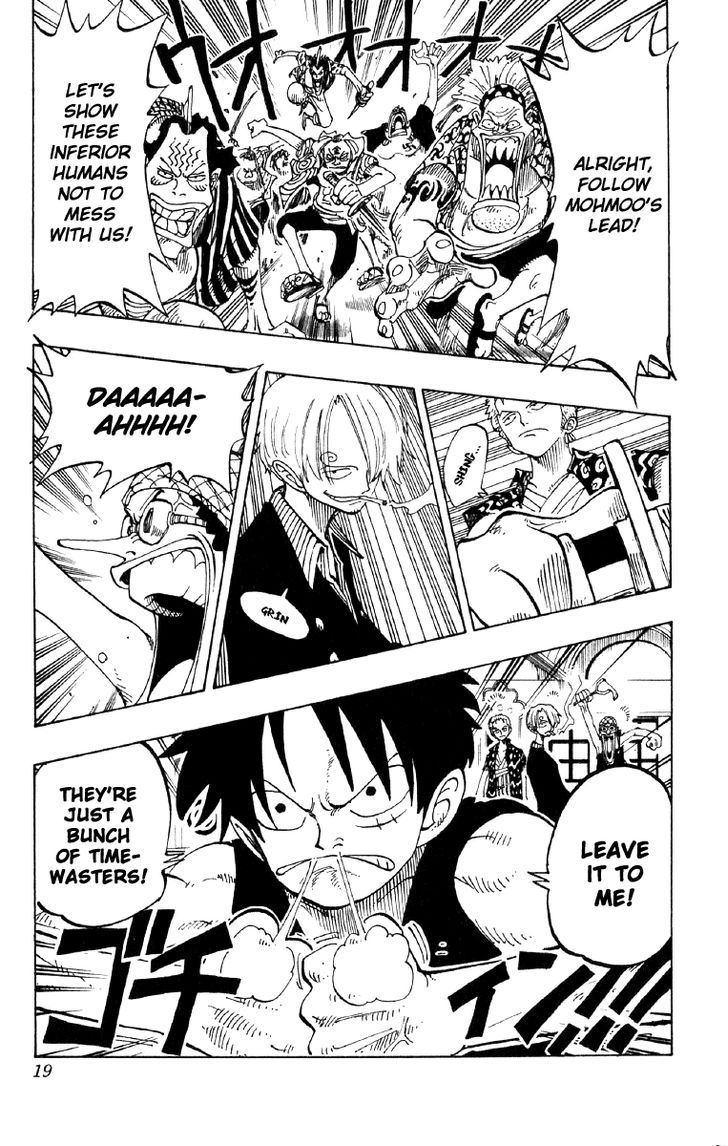 ウオオオオォ
ALRIGHT,
FOLLOW
MOHMOO'S
LEAD!
LET'S
SHOW
THESE
INFERIOR
HUMANS
NOT TO
MESS
WITH US!
SHING...
GRIN
DAAAAA-
AHHHH!
LEAVE
IT TO
ME!
THEY'RE
JUST A
BUNCH
OF TIME-
WASTERS!
ゴチィン!!!!
19